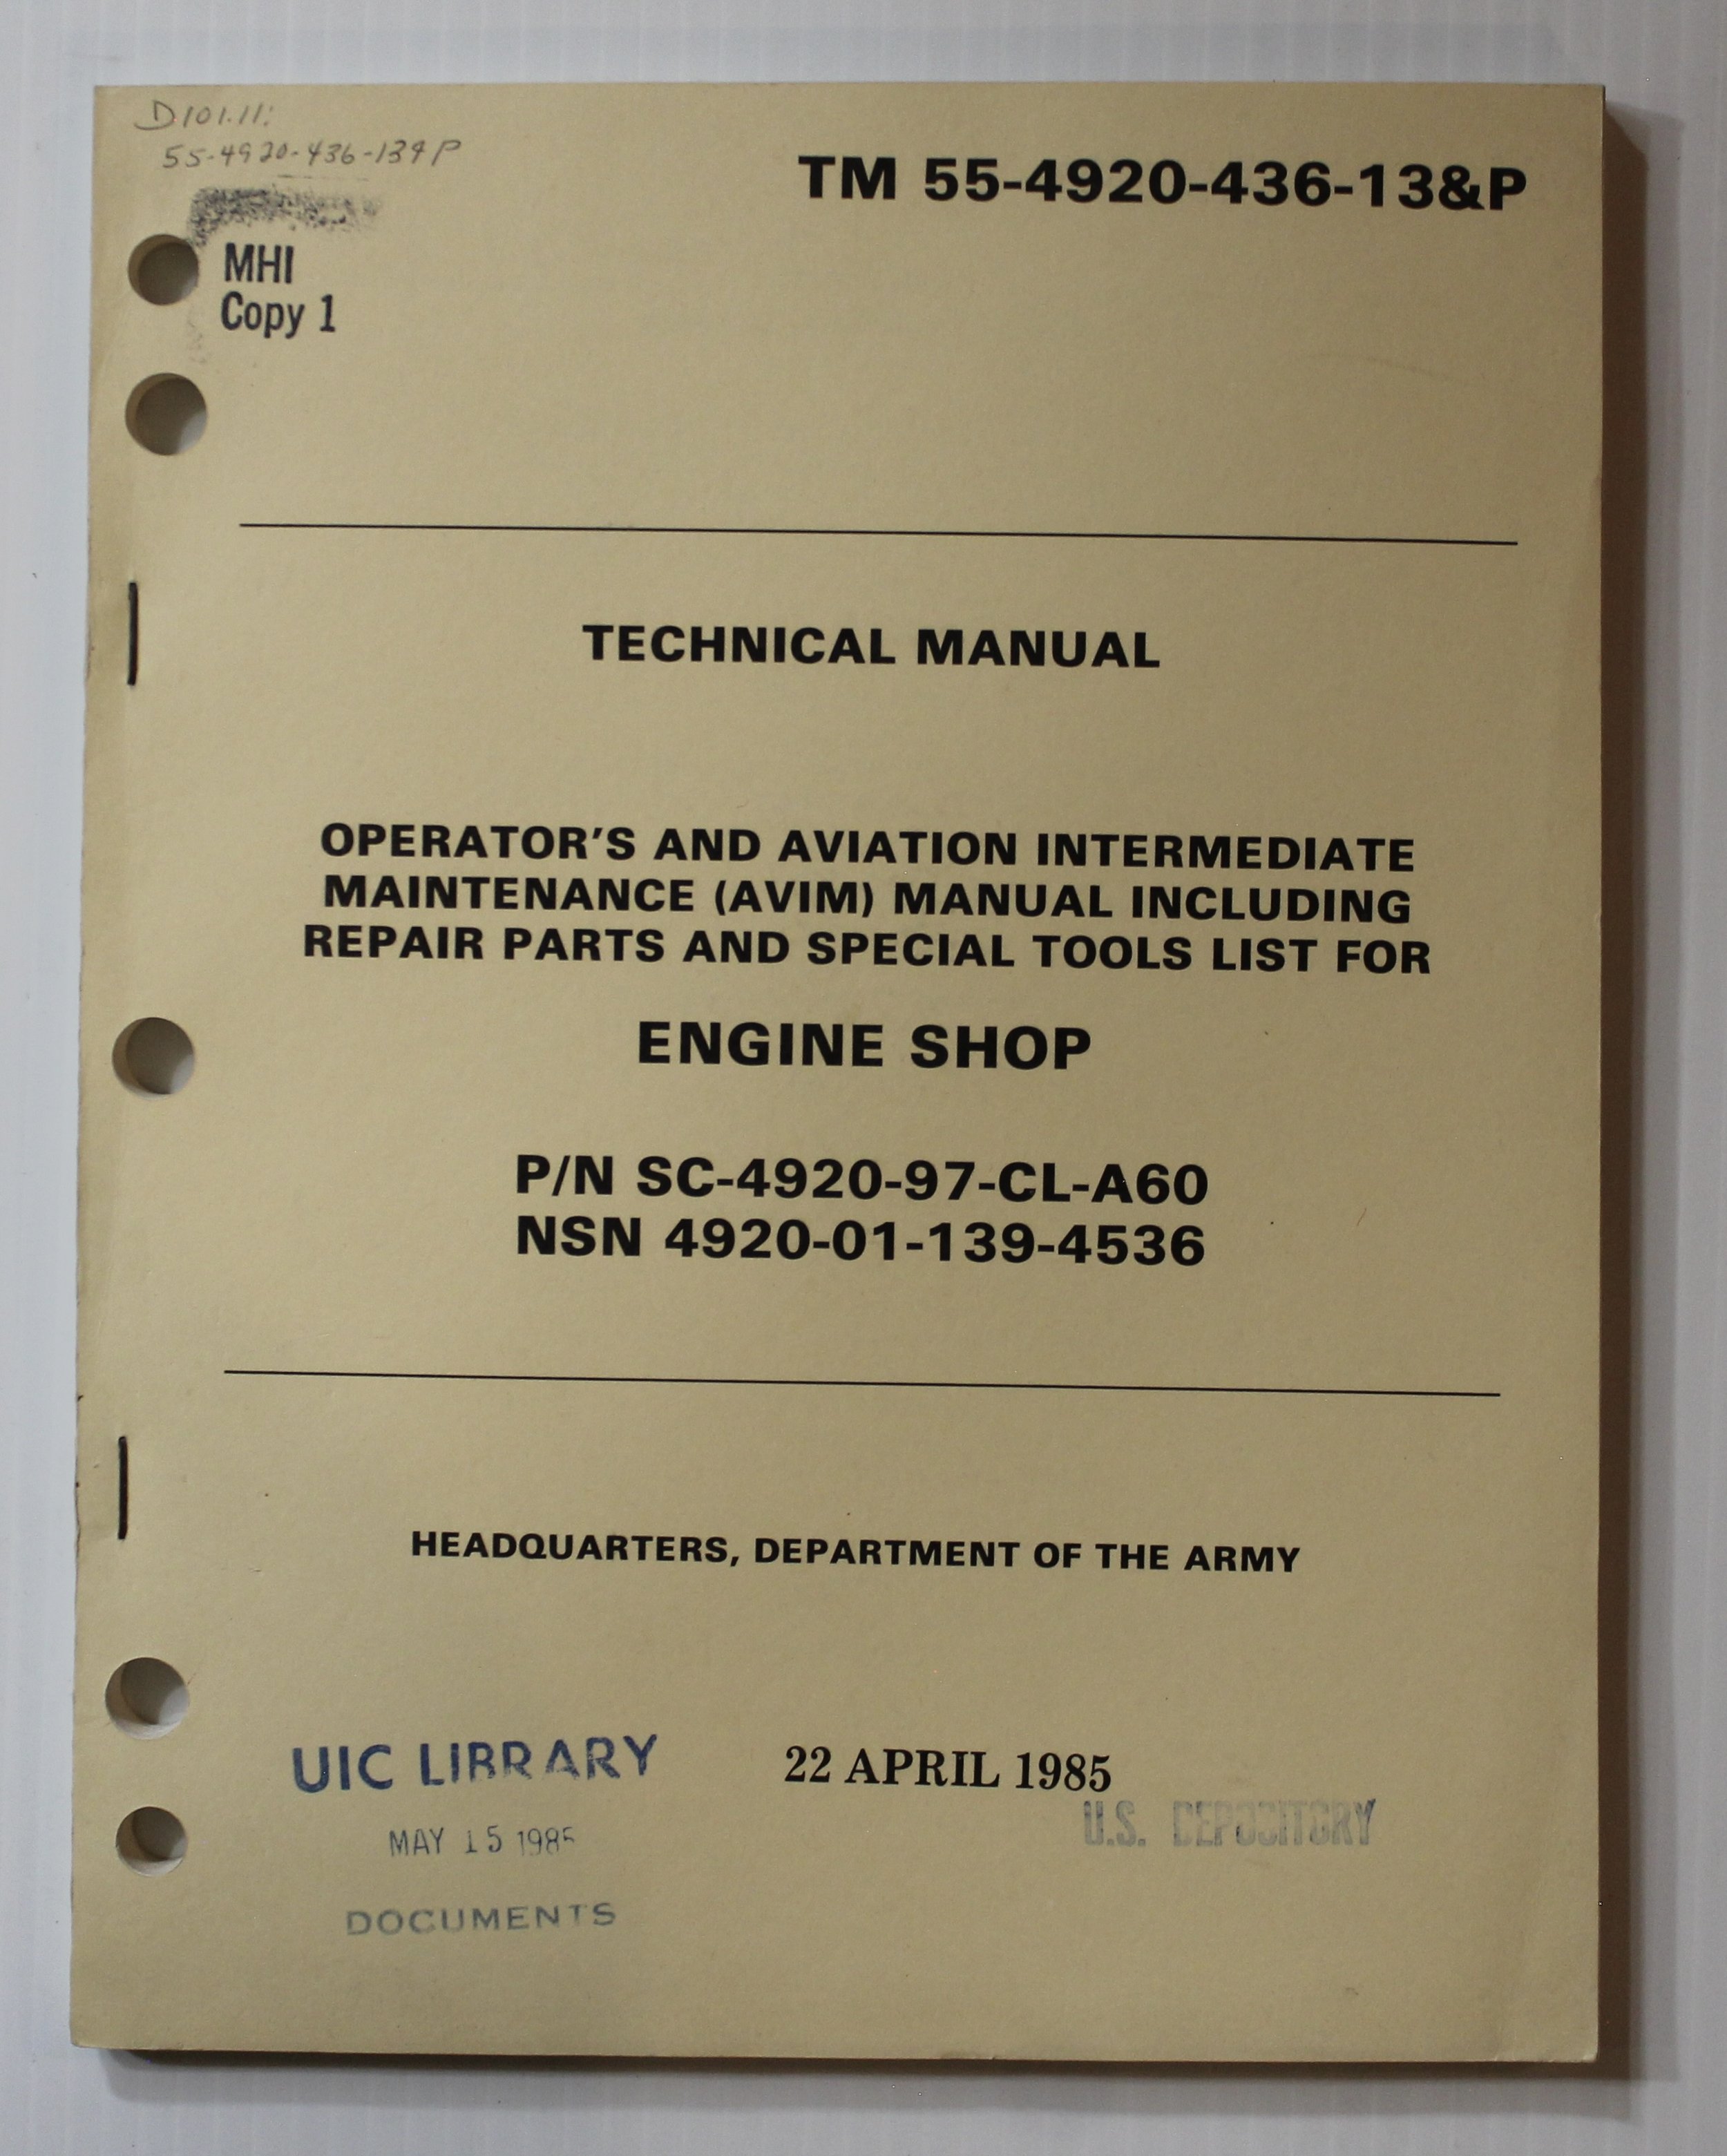 D101.11:
55-4920-436-13&P
TM 55-4920-436-13&P
MHI
Copy 1
TECHNICAL MANUAL
OPERATOR'S AND AVIATION INTERMEDIATE
MAINTENANCE (AVIM) MANUAL INCLUDING
REPAIR PARTS AND SPECIAL TOOLS LIST FOR
ENGINE SHOP
P/N SC-4920-97-CL-A60
NSN 4920-01-139-4536
HEADQUARTERS, DEPARTMENT OF THE ARMY
UIC LIBRARY
22 APRIL 1985
U.S. DEPOSITORY
MAY 15 1985
DOCUMENTS